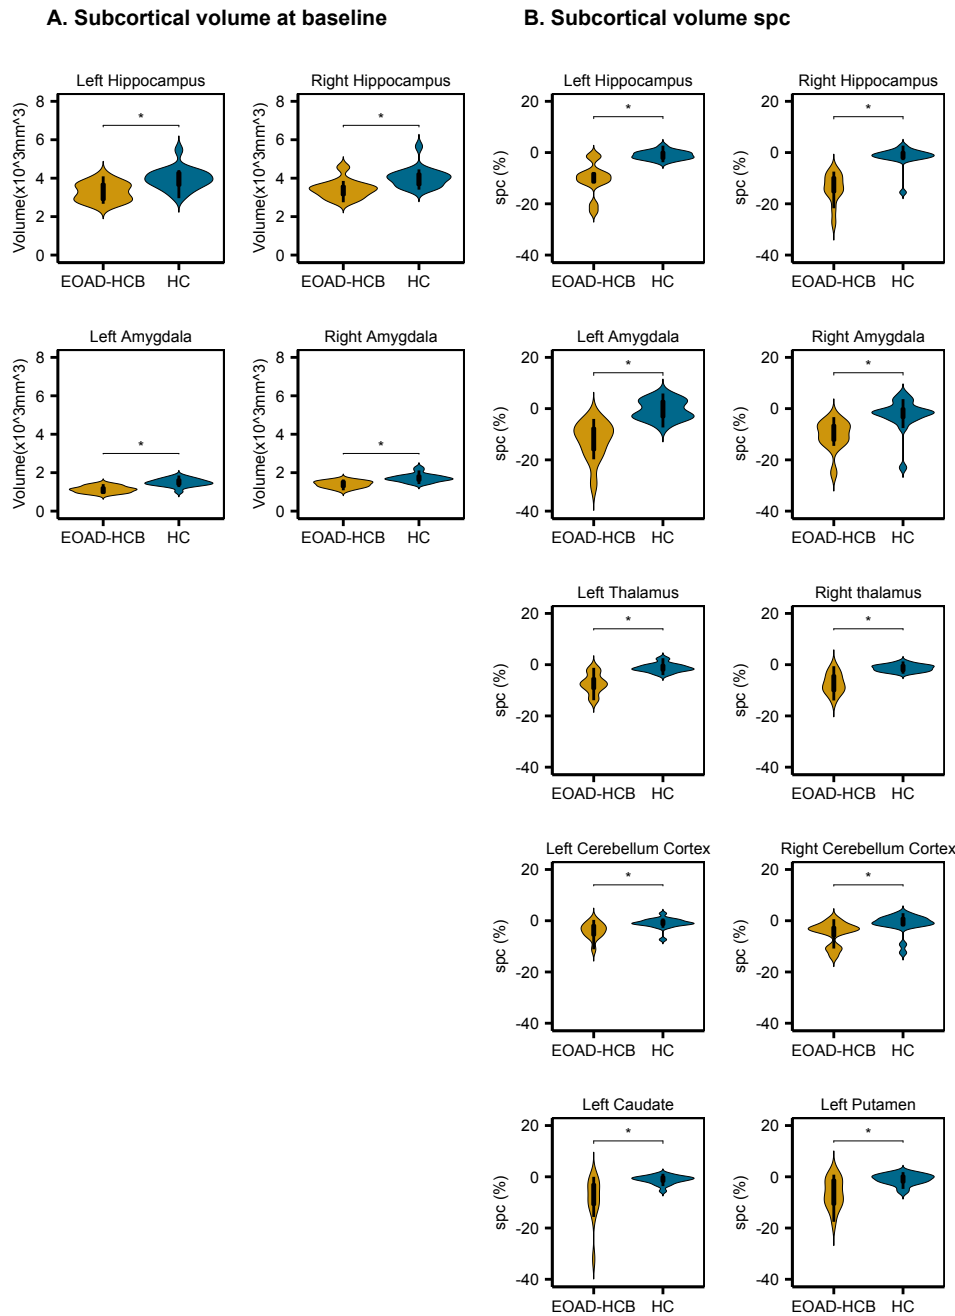 A. Subcortical volume at baseline
B. Subcortical volume spc
Left Hippocampus
Right Hippocampus
Left Hippocampus
Right Hippocampus
Volume(x10^3mm^3)
8
6
4
2
0
*
EOAD-HCB HC
Volume(x10^3mm^3)
8
6
4
2
0
*
EOAD-HCB HC
spc (%)
20
0
-20
-40
*
EOAD-HCB HC
spc (%)
20
0
-20
-40
*
EOAD-HCB HC
Left Amygdala
Right Amygdala
Left Amygdala
Right Amygdala
Volume(x10^3mm^3)
8
6
4
2
0
*
EOAD-HCB HC
Volume(x10^3mm^3)
8
6
4
2
0
*
EOAD-HCB HC
spc (%)
20
0
-20
-40
*
EOAD-HCB HC
spc (%)
20
0
-20
-40
*
EOAD-HCB HC
Left Thalamus
Right thalamus
spc (%)
20
0
-20
-40
*
EOAD-HCB HC
spc (%)
20
0
-20
-40
*
EOAD-HCB HC
Left Cerebellum Cortex
Right Cerebellum Cortex
spc (%)
20
0
-20
-40
*
EOAD-HCB HC
spc (%)
20
0
-20
-40
*
EOAD-HCB HC
Left Caudate
Left Putamen
spc (%)
20
0
-20
-40
*
EOAD-HCB HC
spc (%)
20
0
-20
-40
*
EOAD-HCB HC